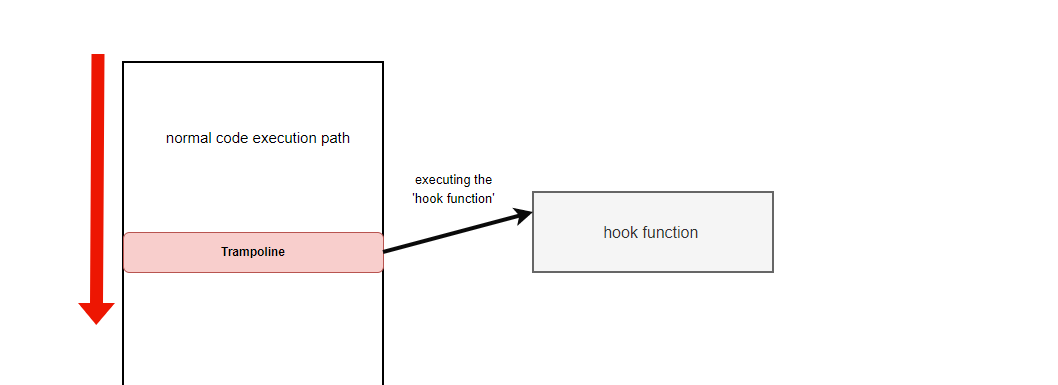 normal code execution path
executing the
'hook function'
hook function
Trampoline